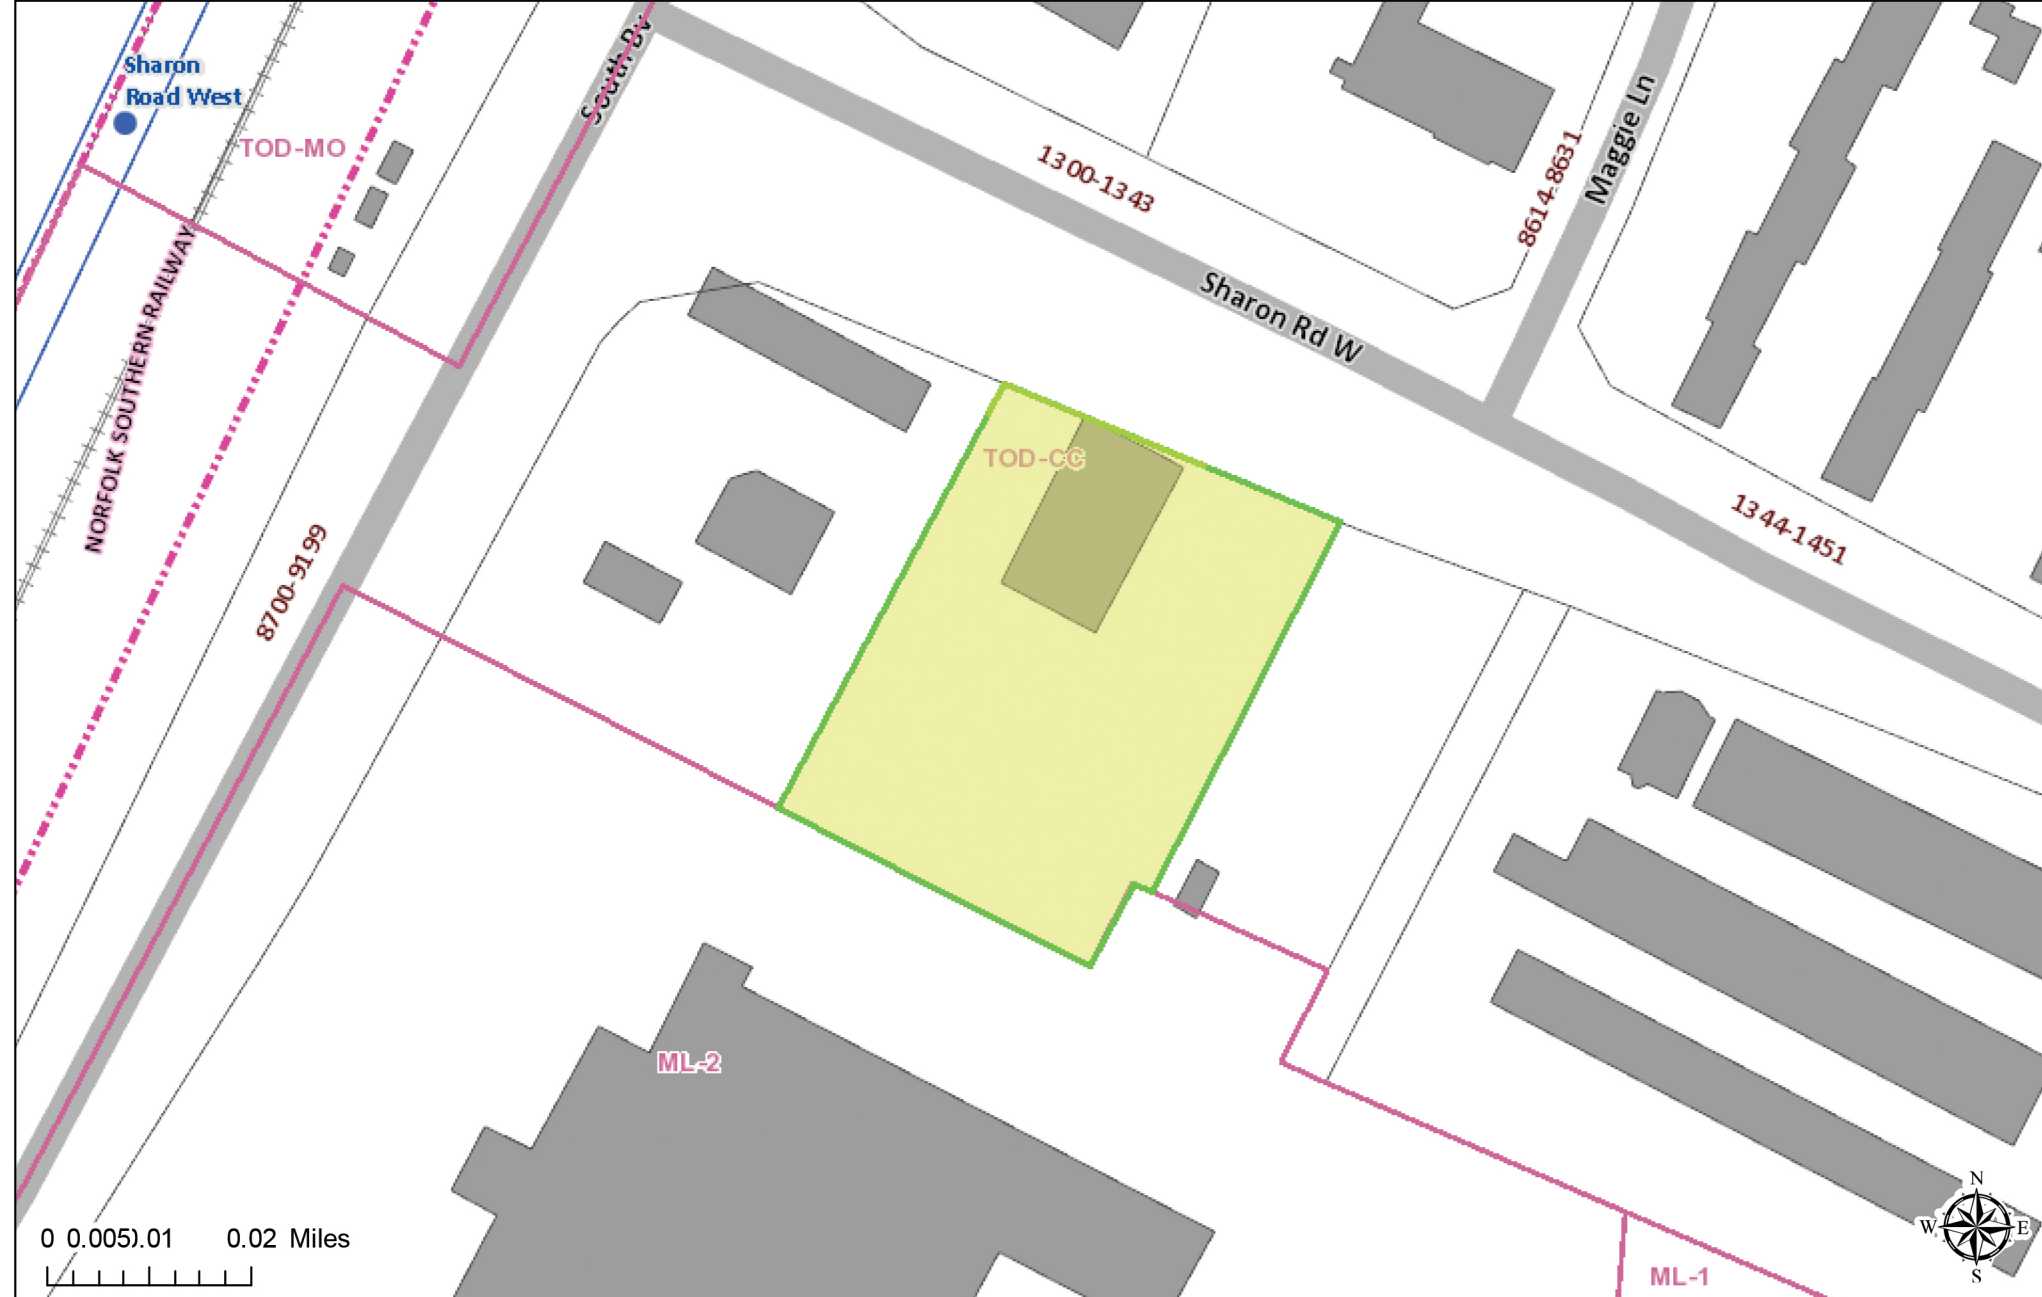 Sharon
Road West
TOD-MO
South Bv
1300-1343
8614-8631
Maggie Ln
NORFOLK SOUTHERN RAILWAY
Sharon Rd W
TOD-CC
8700-9199
1344-1451
ML-2
ML-1
N
W E
S
0 0.005 0.01 0.02 Miles